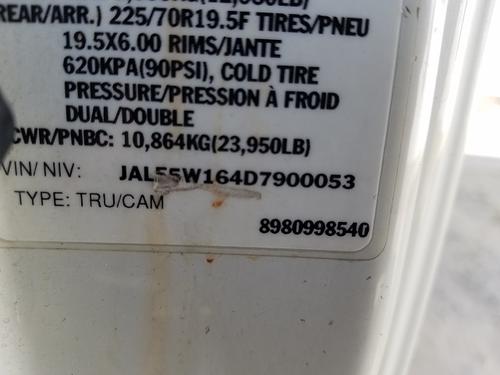 REAR/ARR.) 225/70R19.5F TIRES/PNEU
19.5X6.00 RIMS/JANTE
620KPA(90PSI), COLD TIRE
PRESSURE/PRESSION À FROID
DUAL/DOUBLE
CWR/PNBC: 10,864KG(23,950LB)
VIN/ NIV: JALE5W164D7900053
TYPE: TRU/CAM
8980998540